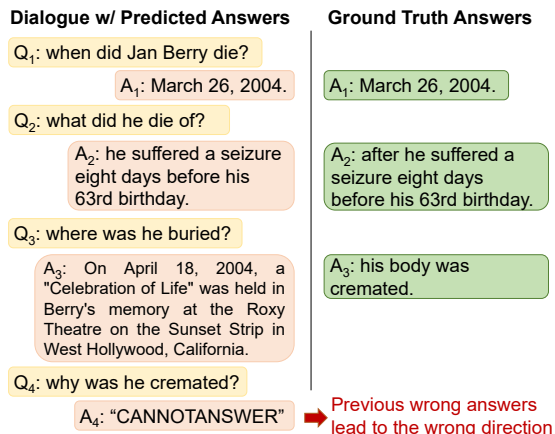 Dialogue w/ Predicted Answers
Ground Truth Answers
Q1: when did Jan Berry die?
A1: March 26, 2004.
A1: March 26, 2004.
Q2: what did he die of?
A2: he suffered a seizure
eight days before his
63rd birthday.
A2: after he suffered a
seizure eight days
before his 63rd birthday.
Q3: where was he buried?
A3: On April 18, 2004, a
"Celebration of Life" was held in
Berry's memory at the Roxy
Theatre on the Sunset Strip in
West Hollywood, California.
A3: his body was
cremated.
Q4: why was he cremated?
A4: “CANNOTANSWER”
Previous wrong answers
lead to the wrong direction